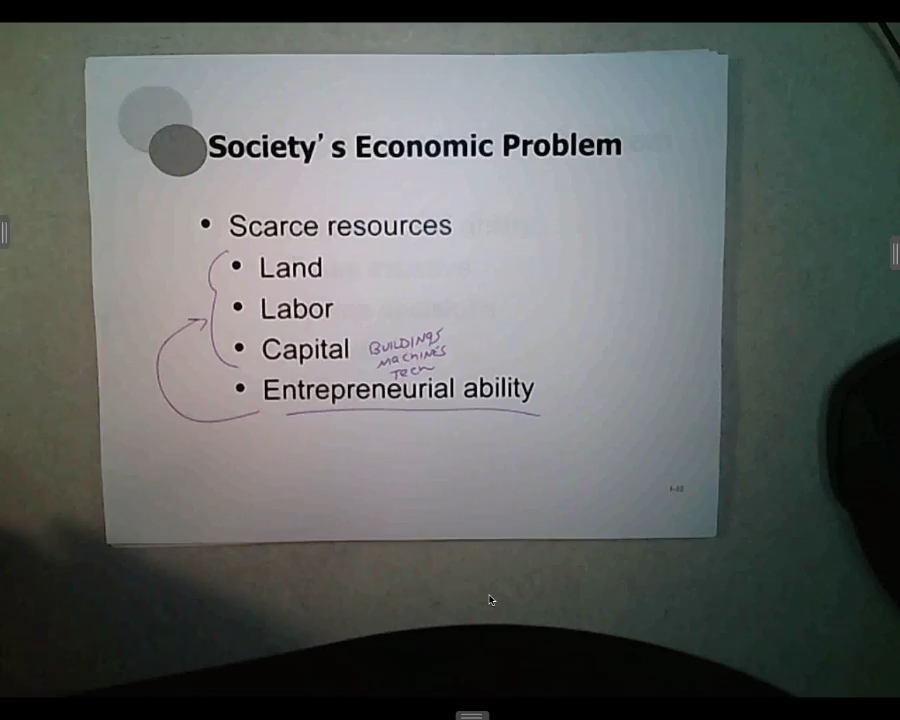 Society's Economic Problem
• Scarce resources
• Land
• Labor
• Capital BUILDINGS
MACHINES
TECH
• Entrepreneurial ability